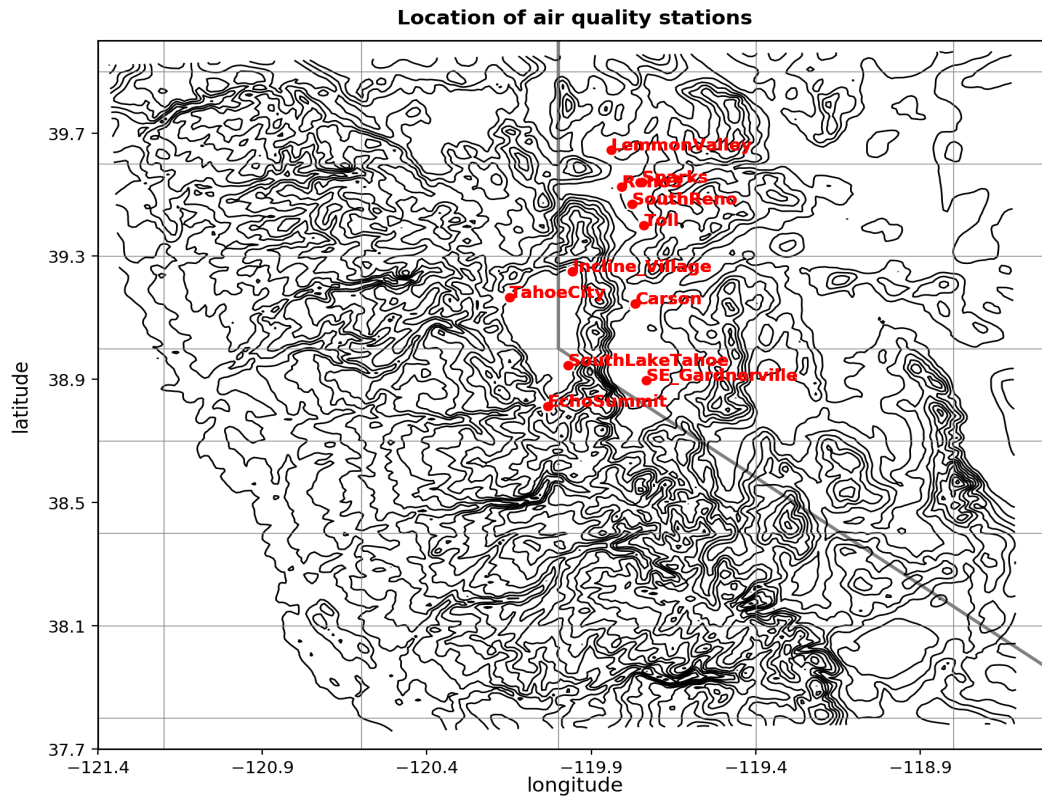 Location of air quality stations
39.7
LemmonValley
Sparks
SouthReno
Toll
39.3
Incline_Village
TahoeCity
Carson
SouthLakeTahoe
38.9
SE_Gardnerville
EchoSummit
38.5
38.1
37.7
−121.4
−120.9
−120.4
−119.9
−119.4
−118.9
longitude
latitude